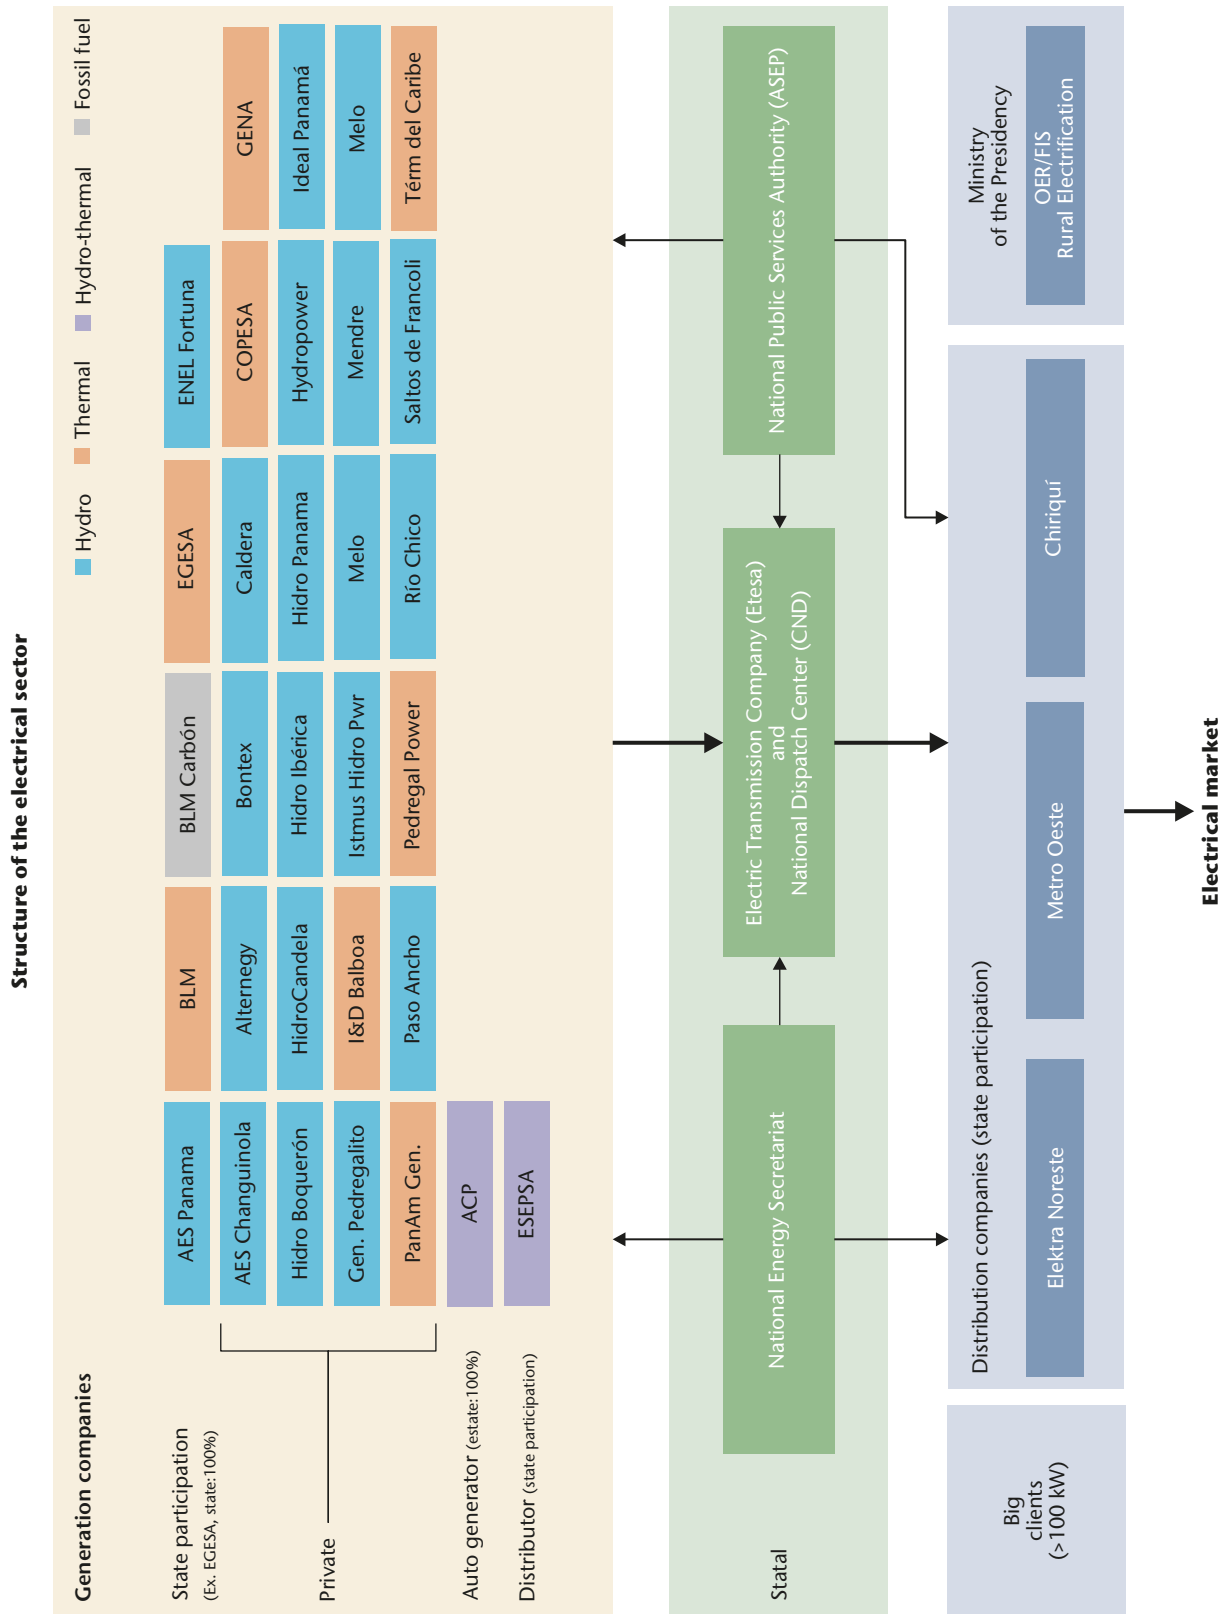 Structure of the electrical sector
Generation companies
Hydro
Thermal
Hydro-thermal
Fossil fuel
State participation
(Ex. EGESA, state:100%)
AES Panama
BLM
BLM Carbón
EGESA
ENEL Fortuna
Private
AES Changuinola
Alternegy
Bontex
Caldera
COPESA
GENA
Hidro Boquerón
HidroCandela
Hidro Ibérica
Hidro Panama
Hydropower
Ideal Panamá
Gen. Pedregalito
I&D Balboa
Istmus Hidro Pwr
Melo
Mendre
Melo
PanAm Gen.
Paso Ancho
Pedregal Power
Río Chico
Saltos de Francoli
Térm del Caribe
Auto generator (estate:100%)
ACP
Distributor (state participation)
ESEPSA
Statal
National Energy Secretariat
Electric Transmission Company (Etesa)
and
National Dispatch Center (CND)
National Public Services Authority (ASEP)
Big
clients
(>100 kW)
Distribution companies (state participation)
Elektra Noreste
Metro Oeste
Chiriquí
Ministry
of the Presidency
OER/FIS
Rural Electrification
Electrical market